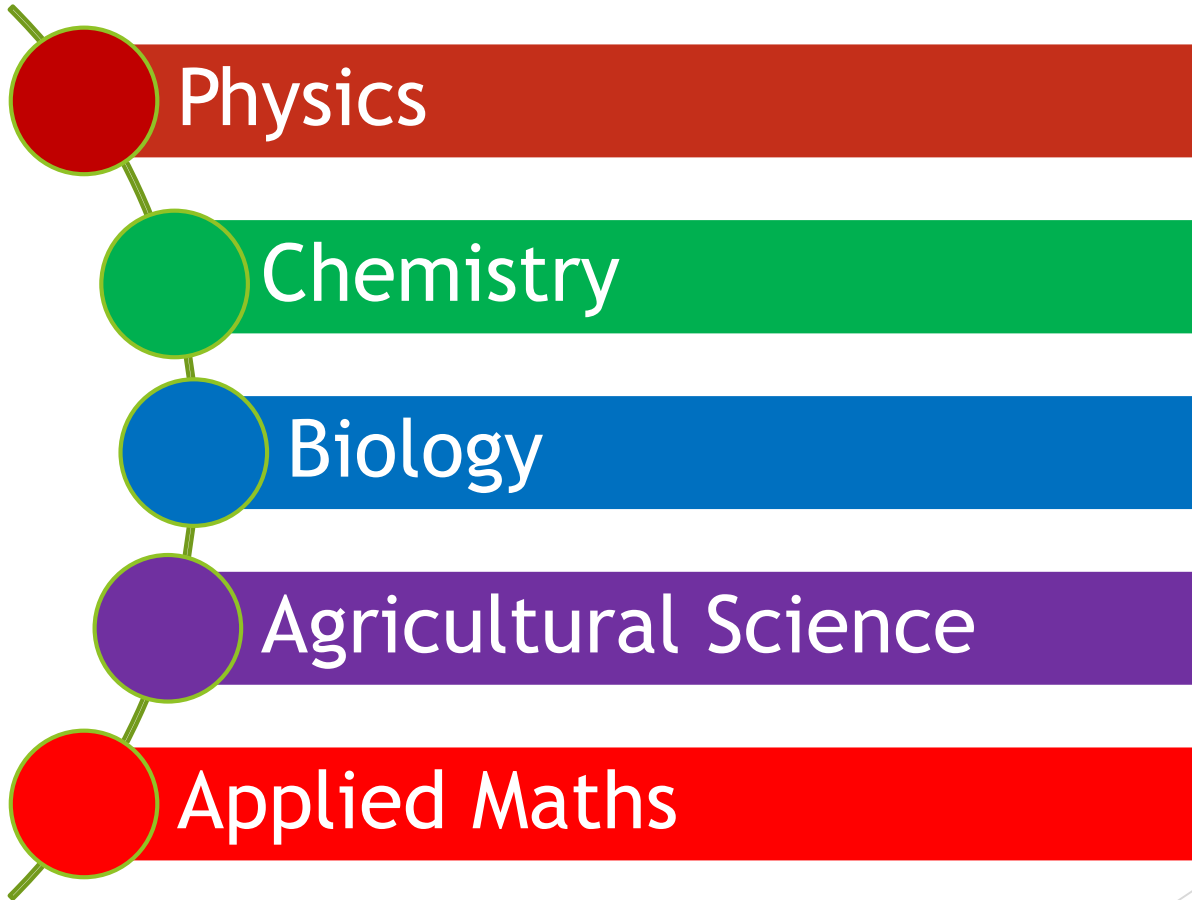 Physics
Chemistry
Biology
Agricultural Science
Applied Maths